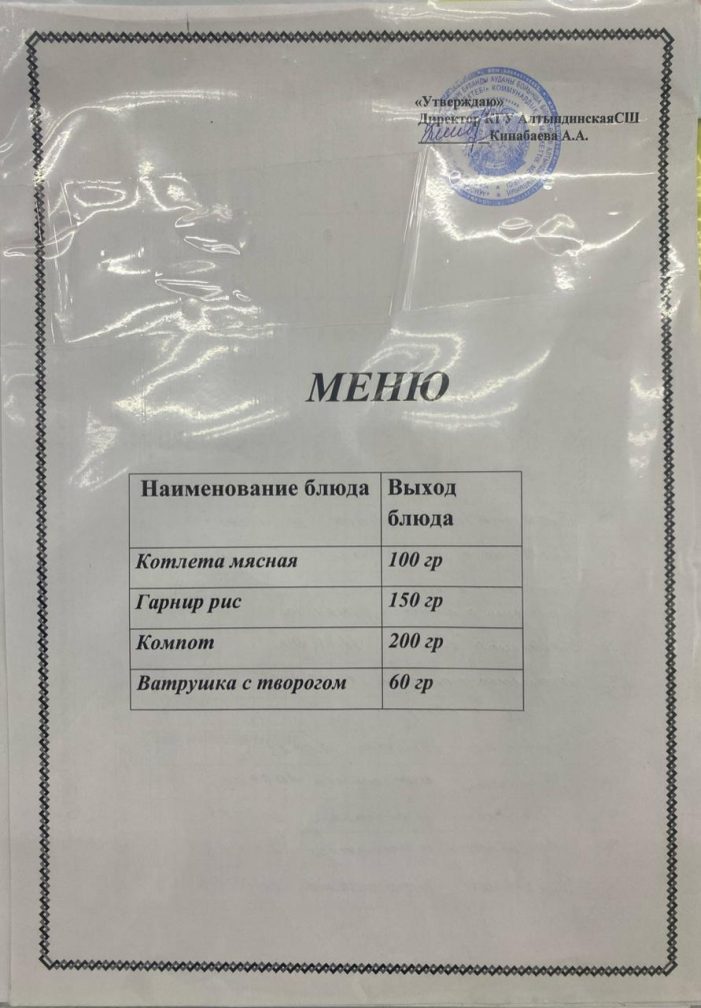 «Утверждаю»
Директор КГУ АлтындинскаяСШ
Кинабаева А.А.
МЕНЮ
Наименование блюда Выход
блюда
Котлета мясная 100 гр
Гарнир рис 150 гр
Компот 200 гр
Ватрушка с творогом 60 гр